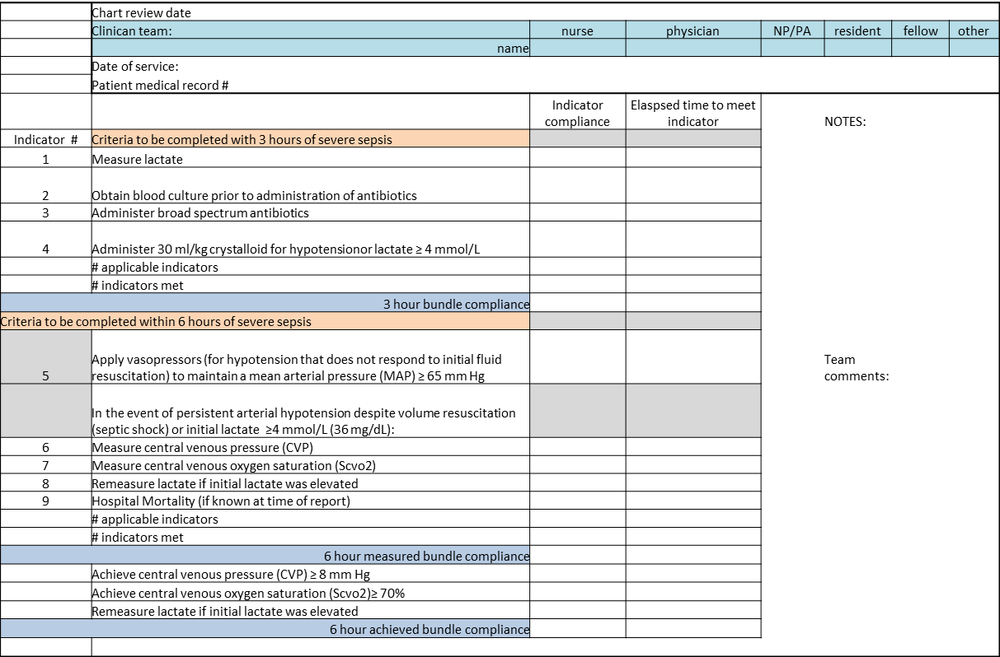 Chart review date
Clinican team: nurse physician NP/PA resident fellow other
name
Date of service:
Patient medical record #
Indicator compliance Elaspsed time to meet indicator NOTES:
Indicator # Criteria to be completed with 3 hours of severe sepsis
1 Measure lactate
2 Obtain blood culture prior to administration of antibiotics
3 Administer broad spectrum antibiotics
4 Administer 30 ml/kg crystalloid for hypotensionor lactate ≥ 4 mmol/L
# applicable indicators
# indicators met
3 hour bundle compliance
Criteria to be completed within 6 hours of severe sepsis
Apply vasopressors (for hypotension that does not respond to initial fluid
5 resuscitation) to maintain a mean arterial pressure (MAP) ≥ 65 mm Hg
Team
comments:
In the event of persistent arterial hypotension despite volume resuscitation
(septic shock) or initial lactate ≥4 mmol/L (36 mg/dL):
6 Measure central venous pressure (CVP)
7 Measure central venous oxygen saturation (Scvo2)
8 Remeasure lactate if initial lactate was elevated
9 Hospital Mortality (if known at time of report)
# applicable indicators
# indicators met
6 hour measured bundle compliance
Achieve central venous pressure (CVP) ≥ 8 mm Hg
Achieve central venous oxygen saturation (Scvo2)≥ 70%
Remeasure lactate if initial lactate was elevated
6 hour achieved bundle compliance